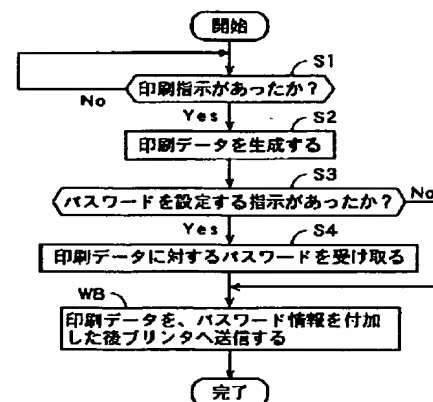 開始
S1
印刷指示があったか?
No
Yes
S2
印刷データを生成する
S3
パスワードを設定する指示があったか?
No
Yes
S4
印刷データに対するパスワードを受け取る
WB
印刷データを、パスワード情報を付加
した後プリンタへ送信する
完了